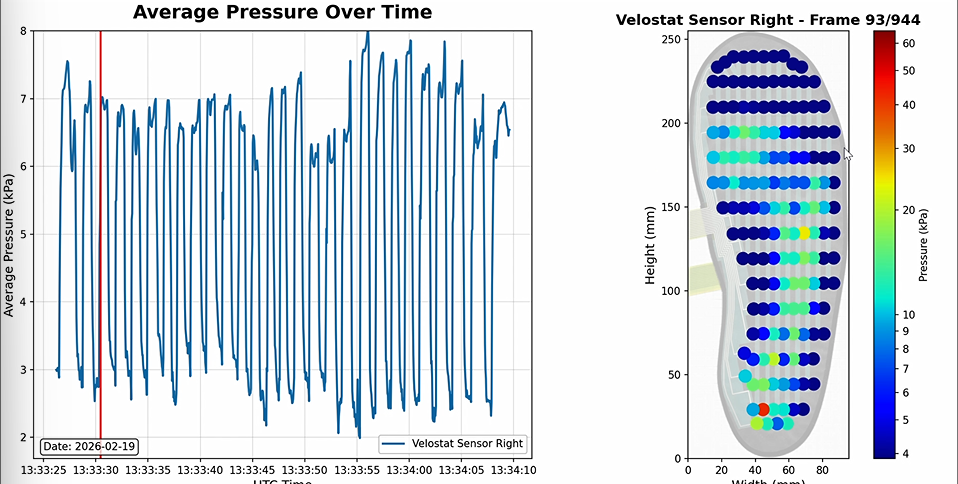 Average Pressure Over Time
8
7
6
5
4
3
2
Average Pressure (kPa)
Date: 2026-02-19
Velostat Sensor Right
13:33:25 13:33:30 13:33:35 13:33:40 13:33:45 13:33:50 13:33:55 13:34:00 13:34:05 13:34:10
UTC Time
Velostat Sensor Right - Frame 93/944
250
200
150
100
50
0
Height (mm)
0 20 40 60 80
Width (mm)
60
50
40
30
20
10
9
8
7
6
5
4
Pressure (kPa)